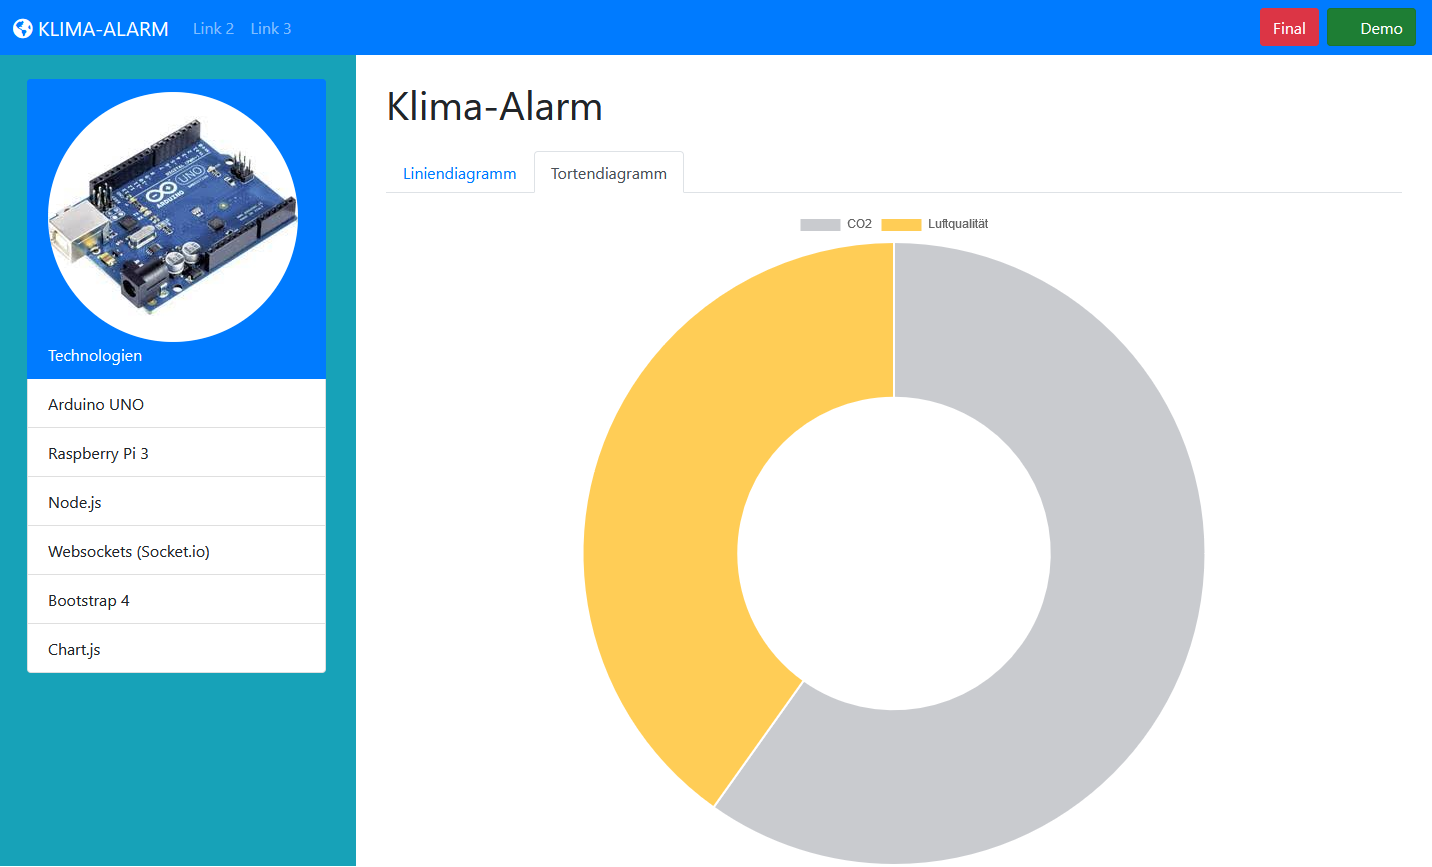 KLIMA-ALARM Link 2 Link 3 Final Demo
Klima-Alarm
Liniendiagramm Tortendiagramm
CO2 Luftqualität
UNO
Technologien
Arduino UNO
Raspberry Pi 3
Node.js
Websockets (Socket.io)
Bootstrap 4
Chart.js